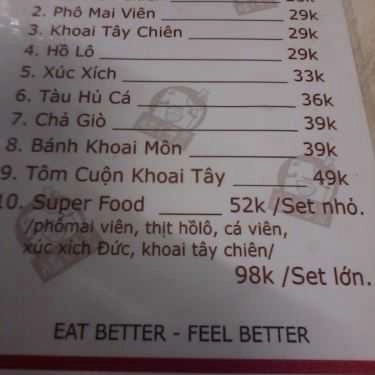 2. Phô Mai Viên 29k
3. Khoai Tây Chiên 29k
4. Hồ Lô 29k
5. Xúc Xích 33k
6. Tàu Hủ Cá 36k
7. Chả Giò 39k
8. Bánh Khoai Môn 39k
9. Tôm Cuộn Khoai Tây 49k
10. Super Food 52k /Set nhỏ.
/phômai viên, thịt hồlô, cá viên,
xúc xich Đức, khoai tây chiên/
98k /Set lớn.
EAT BETTER - FEEL BETTER